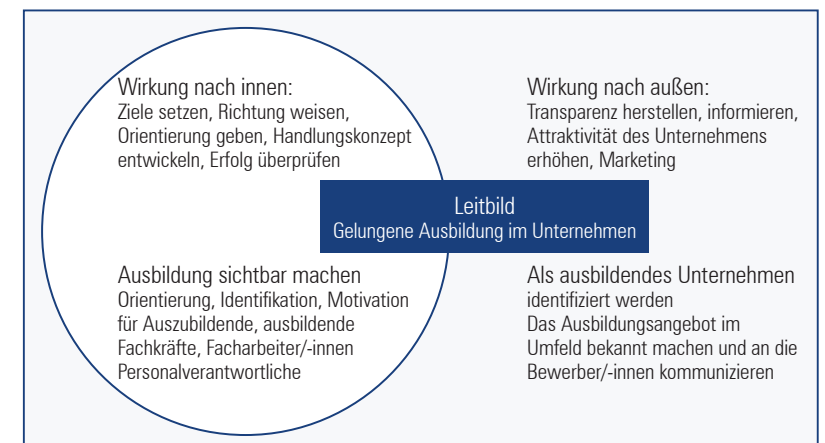 Wirkung nach innen:
Ziele setzen, Richtung weisen,
Orientierung geben, Handlungskonzept
entwickeln, Erfolg überprüfen
Wirkung nach außen:
Transparenz herstellen, informieren,
Attraktivität des Unternehmens
erhöhen, Marketing
Leitbild
Gelungene Ausbildung im Unternehmen
Ausbildung sichtbar machen
Orientierung, Identifikation, Motivation
für Auszubildende, ausbildende
Fachkräfte, Facharbeiter/-innen
Personalverantwortliche
Als ausbildendes Unternehmen
identifiziert werden
Das Ausbildungsangebot im
Umfeld bekannt machen und an die
Bewerber/-innen kommunizieren